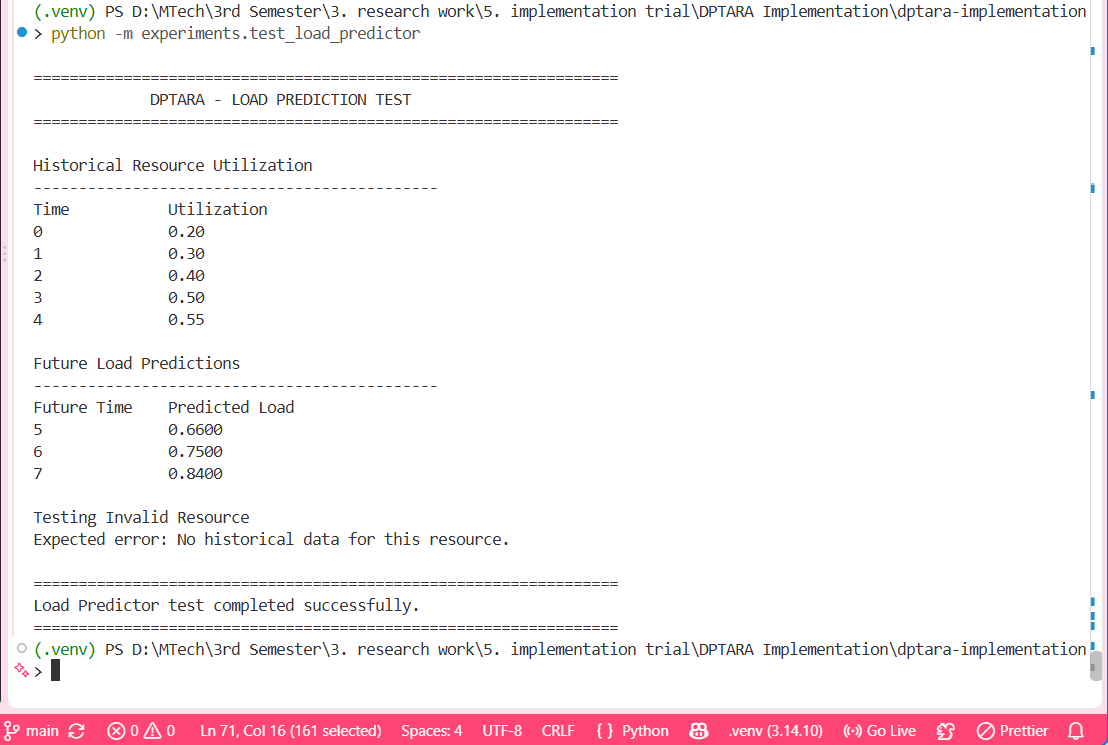 (.venv) PS D:\MTech\3rd Semester\3. research work\5. implementation trial\DPTARA Implementation\dptara-implementation
> python -m experiments.test_load_predictor
=================================================================
DPTARA - LOAD PREDICTION TEST
=================================================================
Historical Resource Utilization
---------------------------------------------
Time Utilization
0 0.20
1 0.30
2 0.40
3 0.50
4 0.55
Future Load Predictions
---------------------------------------------
Future Time Predicted Load
5 0.6600
6 0.7500
7 0.8400
Testing Invalid Resource
Expected error: No historical data for this resource.
=================================================================
Load Predictor test completed successfully.
=================================================================
(.venv) PS D:\MTech\3rd Semester\3. research work\5. implementation trial\DPTARA Implementation\dptara-implementation
>
main 0 0 Ln 71, Col 16 (161 selected) Spaces: 4 UTF-8 CRLF {} Python .venv (3.14.10) Go Live Prettier